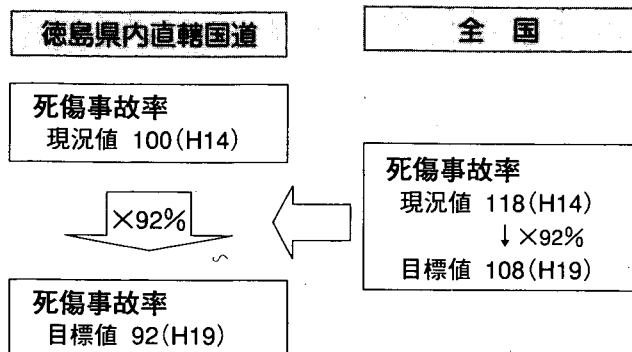 徳島県内直轄国道
死傷事故率
現況値 100(H14)
×92%
死傷事故率
目標値 92(H19)
全 国
死傷事故率
現況値 118(H14)
↓ ×92%
目標値 108(H19)